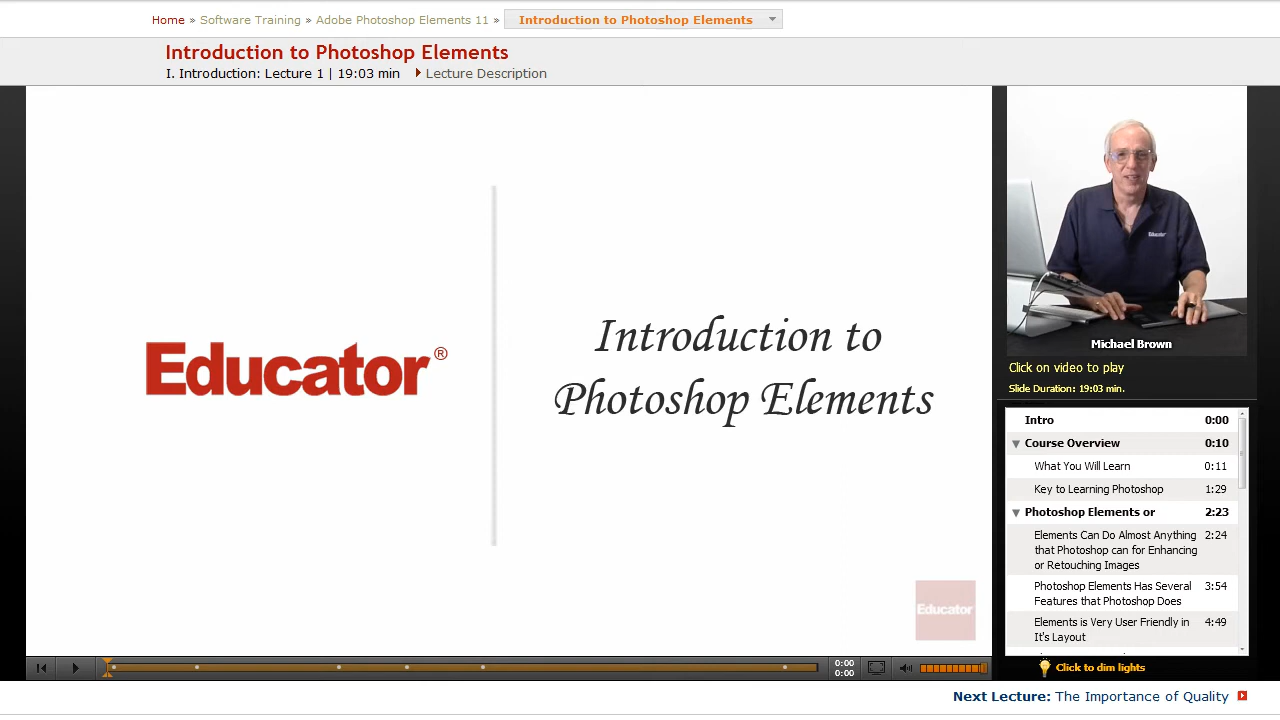 Home » Software Training » Adobe Photoshop Elements 11 » Introduction to Photoshop Elements
Introduction to Photoshop Elements
I. Introduction: Lecture 1 | 19:03 min Lecture Description
Educator®
Introduction to
Photoshop Elements
Educator
Educator
Michael Brown
Click on video to play
Slide Duration: 19:03 min.
Intro 0:00
Course Overview 0:10
What You Will Learn 0:11
Key to Learning Photoshop 1:29
Photoshop Elements or 2:23
Elements Can Do Almost Anything 2:24
that Photoshop can for Enhancing
or Retouching Images
Photoshop Elements Has Several 3:54
Features that Photoshop Does
Elements is Very User Friendly in 4:49
It's Layout
0:00
0:00
Click to dim lights
Next Lecture: The Importance of Quality